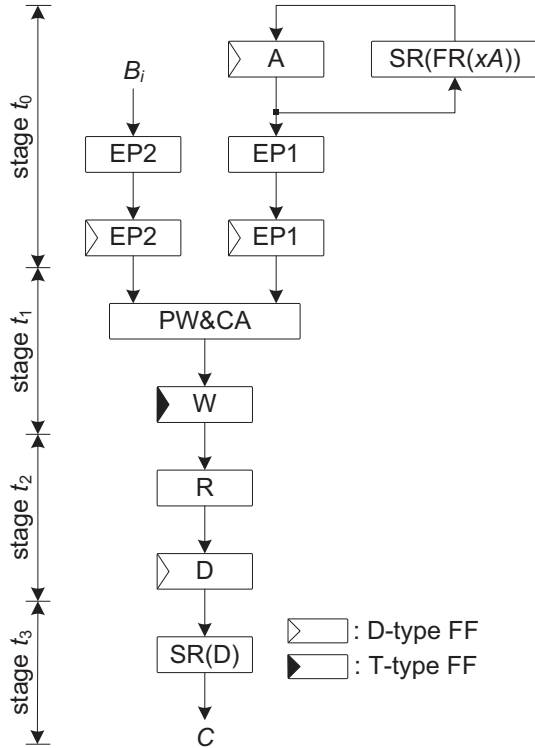 stage t0
A
SR(FR(xA))
Bi
EP2
EP1
EP2
EP1
stage t1
PW&CA
W
stage t2
R
D
stage t3
SR(D)
: D-type FF
: T-type FF
C